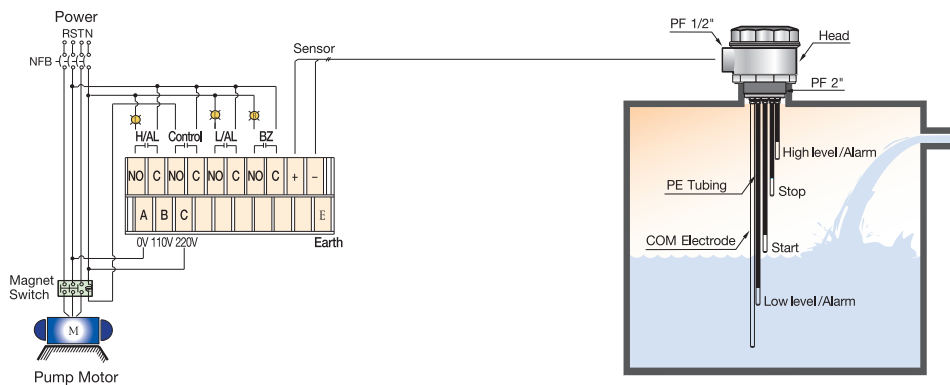 Power
RSTN
NFB
Sensor
PF 1/2"
Head
PF 2"
H/AL Control L/AL BZ
NO C NO C NO C NO C + −
A B C E
0V 110V 220V
Earth
High level/Alarm
PE Tubing
Stop
COM Electrode
Start
Low level/Alarm
Magnet
Switch
M
Pump Motor